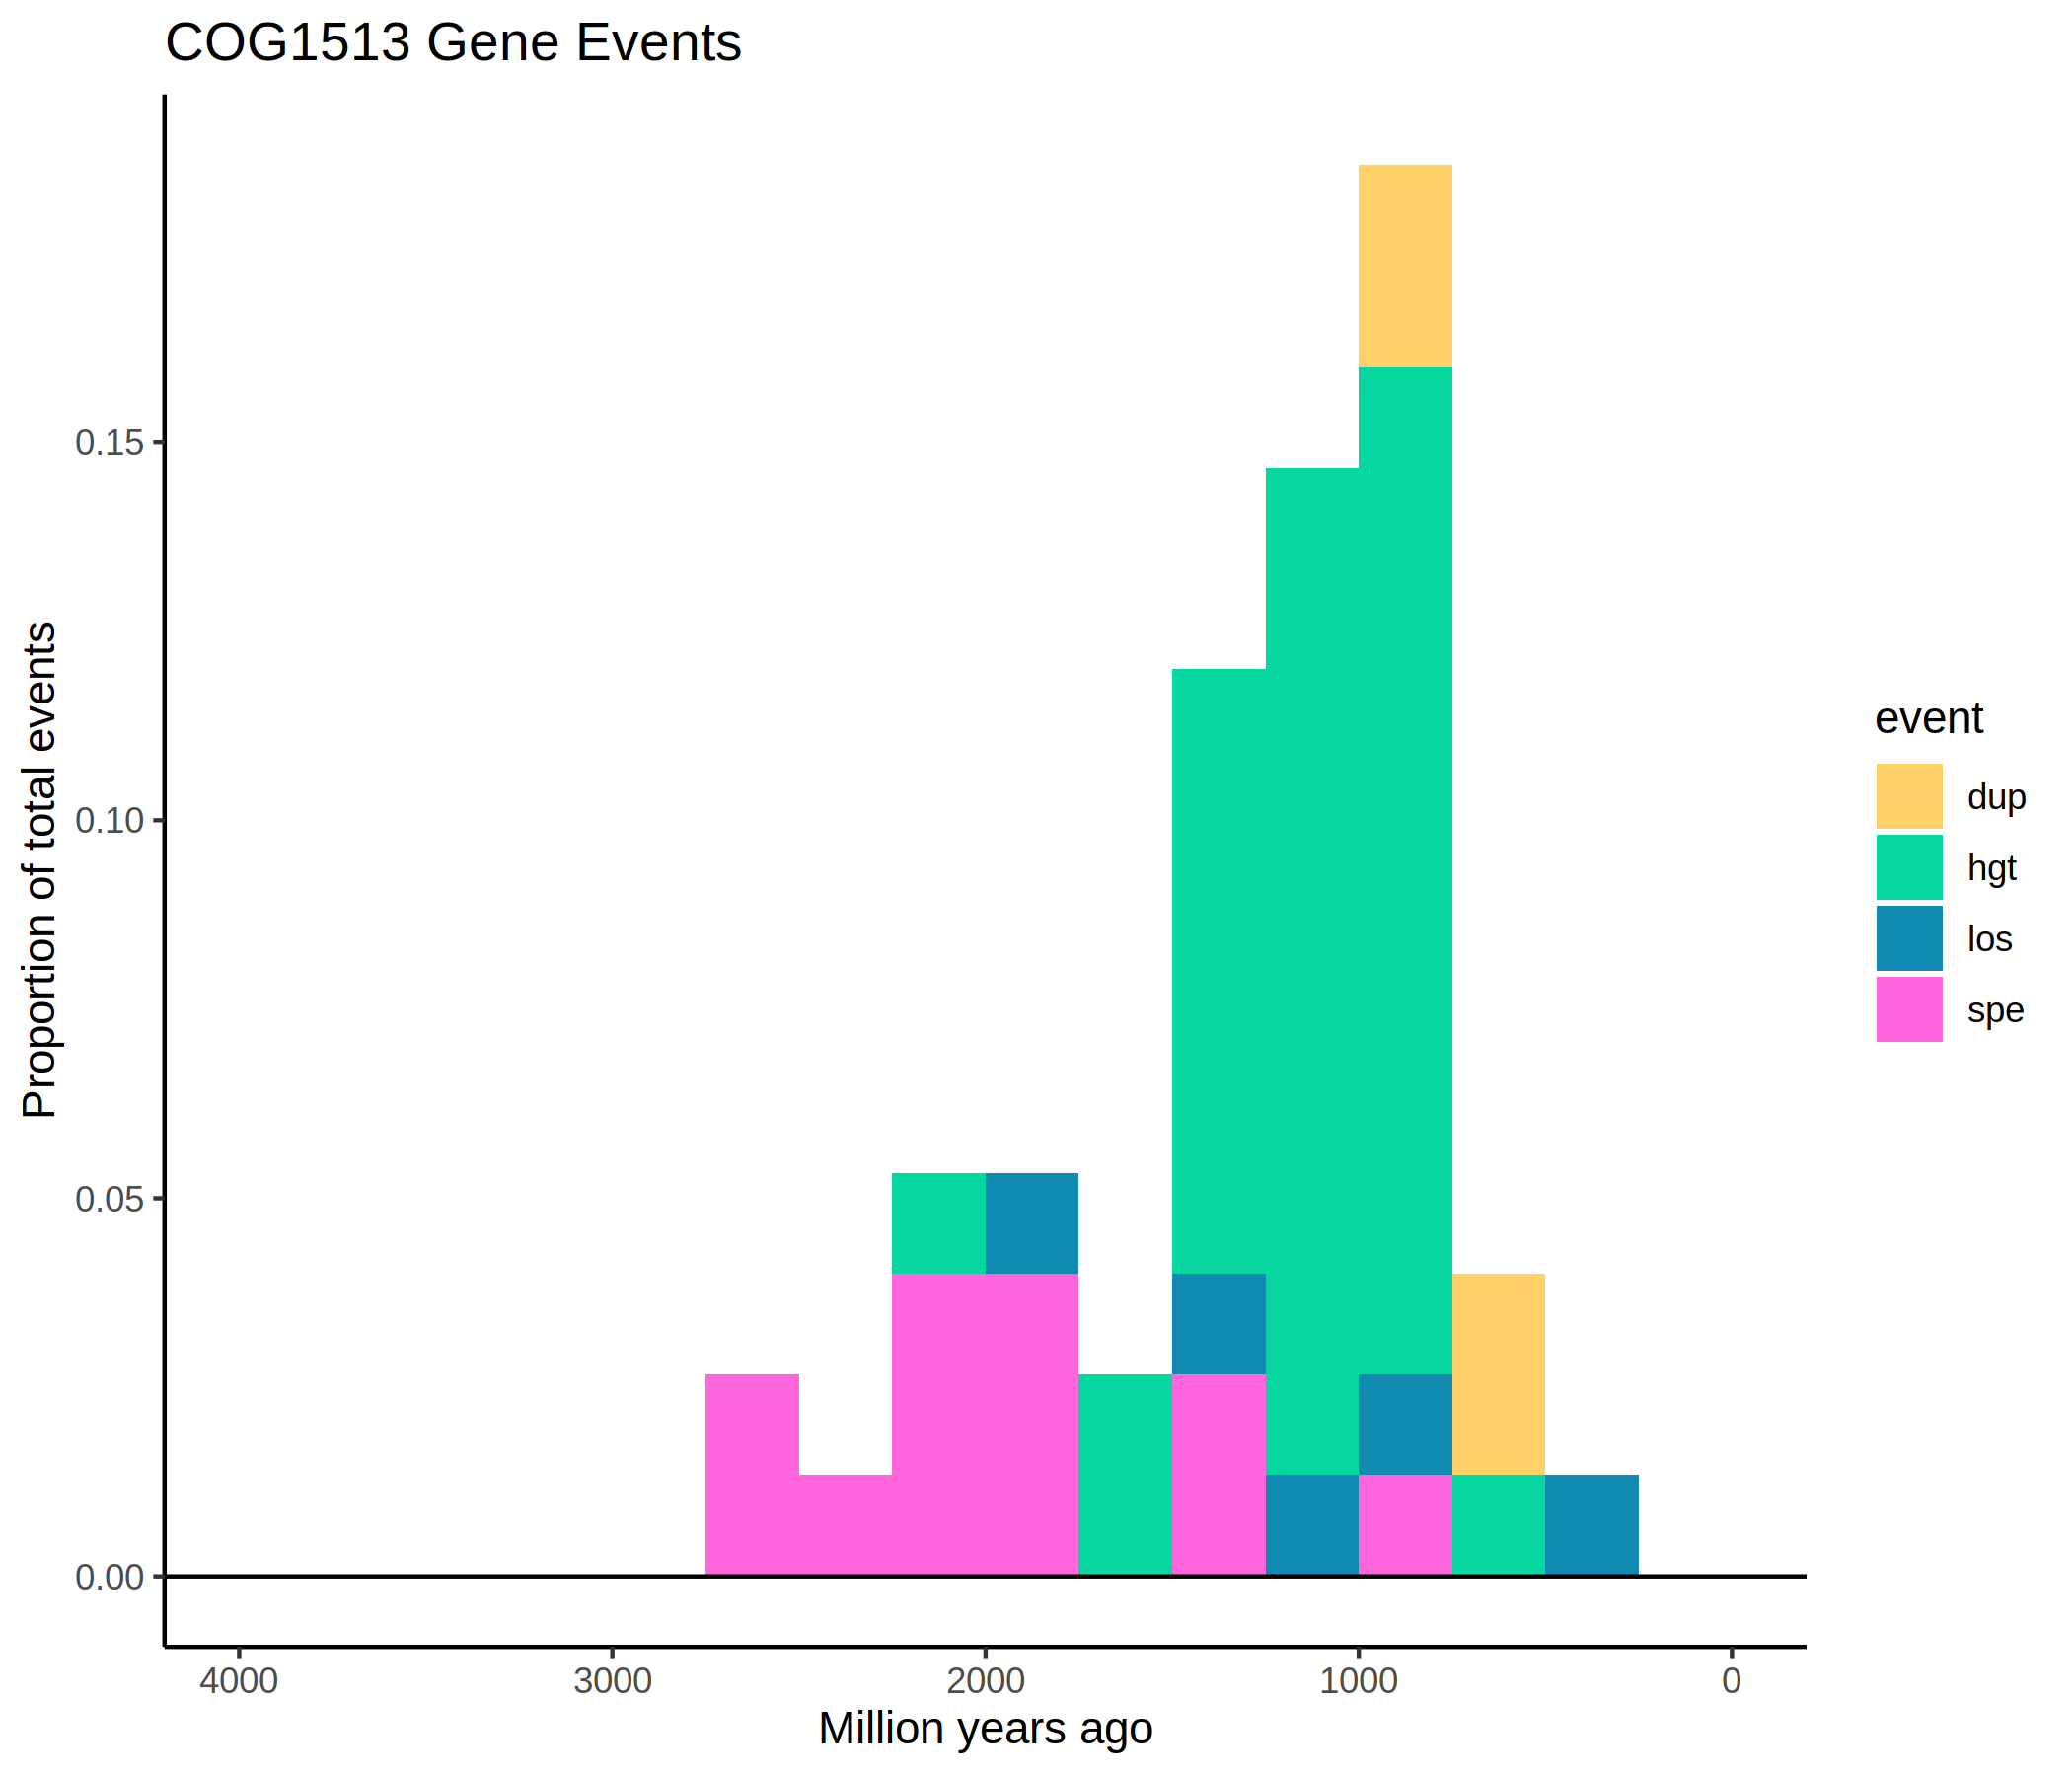 COG1513 Gene Events
Proportion of total events
0.15
0.10
0.05
0.00
4000 3000 2000 1000 0
Million years ago
event
dup
hgt
los
spe